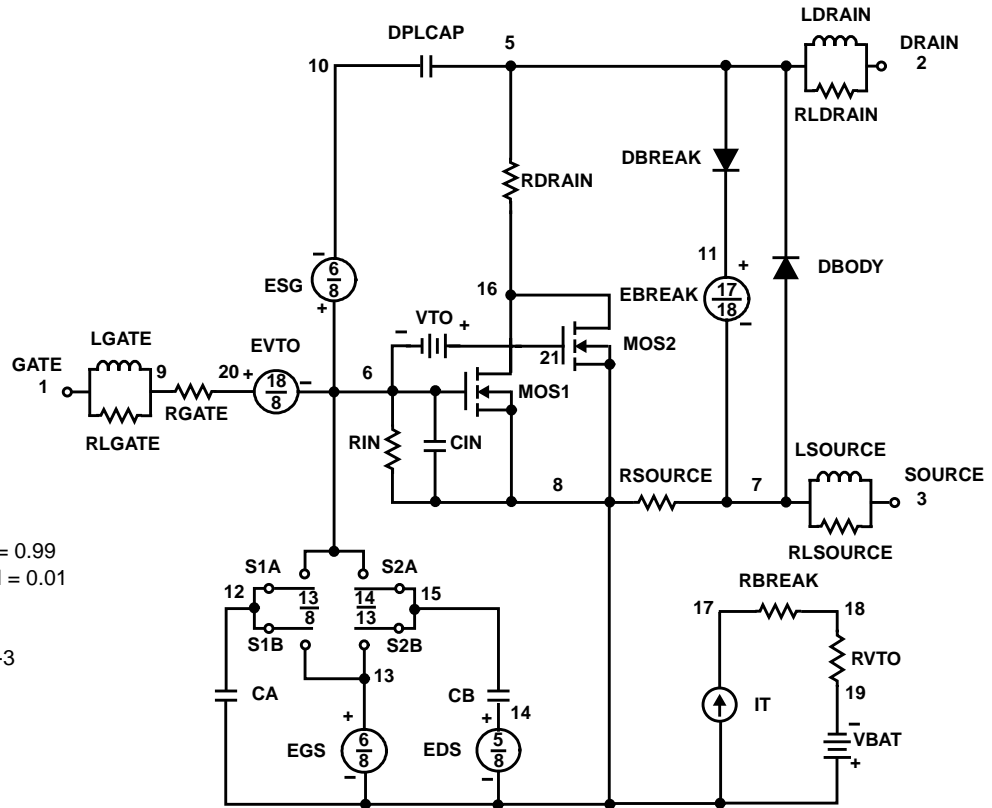 LDRAIN
DPLCAP
5
DRAIN
2
10
RLDRAIN
DBREAK
RDRAIN
11
+
DBODY
−
6
8
ESG
+
16
EBREAK
17
18
−
VTO
− +
MOS2
21
LGATE
EVTO
GATE
1
9
20
+
18
8
−
6
MOS1
RGATE
RLGATE
RIN
CIN
LSOURCE
RSOURCE
8
7
SOURCE
3
RLSOURCE
= 0.99
= 0.01
S1A
S2A
12
13
8
14
13
15
S1B
S2B
-3
13
RBREAK
17
18
RVTO
CA
CB
19
IT
+
14
+
EGS
6
8
EDS
5
8
−
−
−
VBAT
+